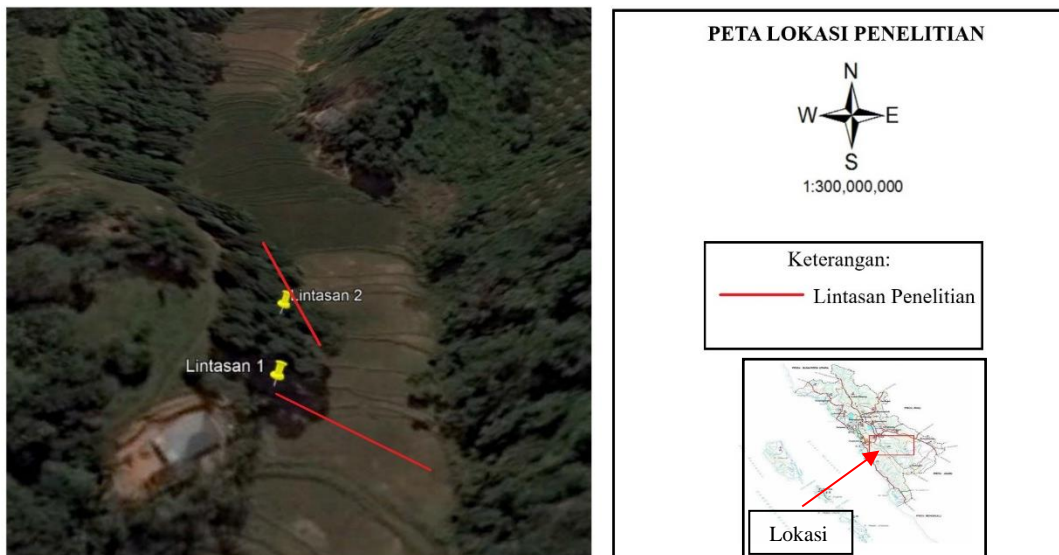 Lintasan 2
Lintasan 1
PETA LOKASI PENELITIAN
N
W E
S
1:300,000,000
Keterangan:
Lintasan Penelitian
Lokasi